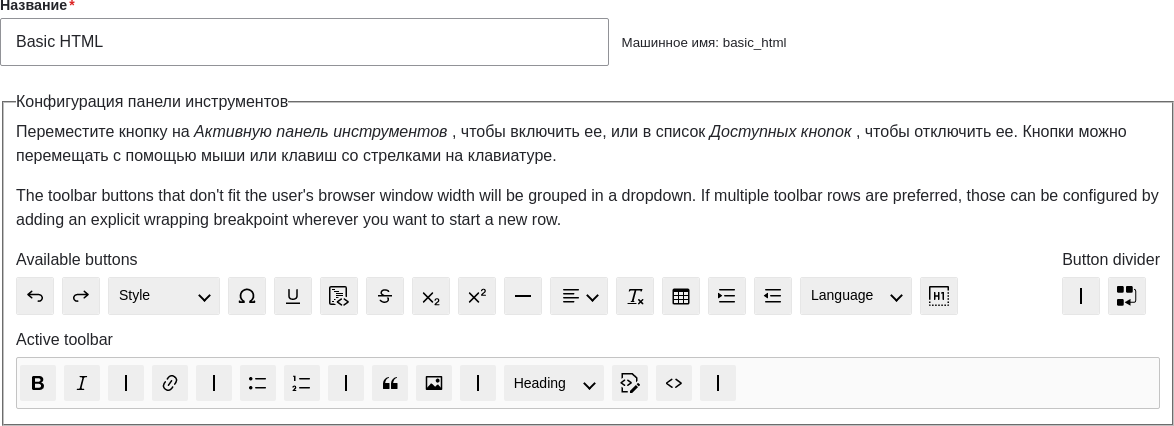 Название*
Basic HTML
Машинное имя: basic_html
Конфигурация панели инструментов
Переместите кнопку на Активную панель инструментов , чтобы включить ее, или в список Доступных кнопок , чтобы отключить ее. Кнопки можно
перемещать с помощью мыши или клавиш со стрелками на клавиатуре.
The toolbar buttons that don't fit the user's browser window width will be grouped in a dropdown. If multiple toolbar rows are preferred, those can be configured by
adding an explicit wrapping breakpoint wherever you want to start a new row.
Available buttons
Button divider
Style
Language
Active toolbar
Heading